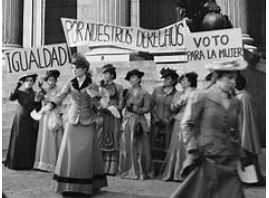 IGUALDAD
POR NUESTROS DERECHOS
VOTO
PARA LA MUJER